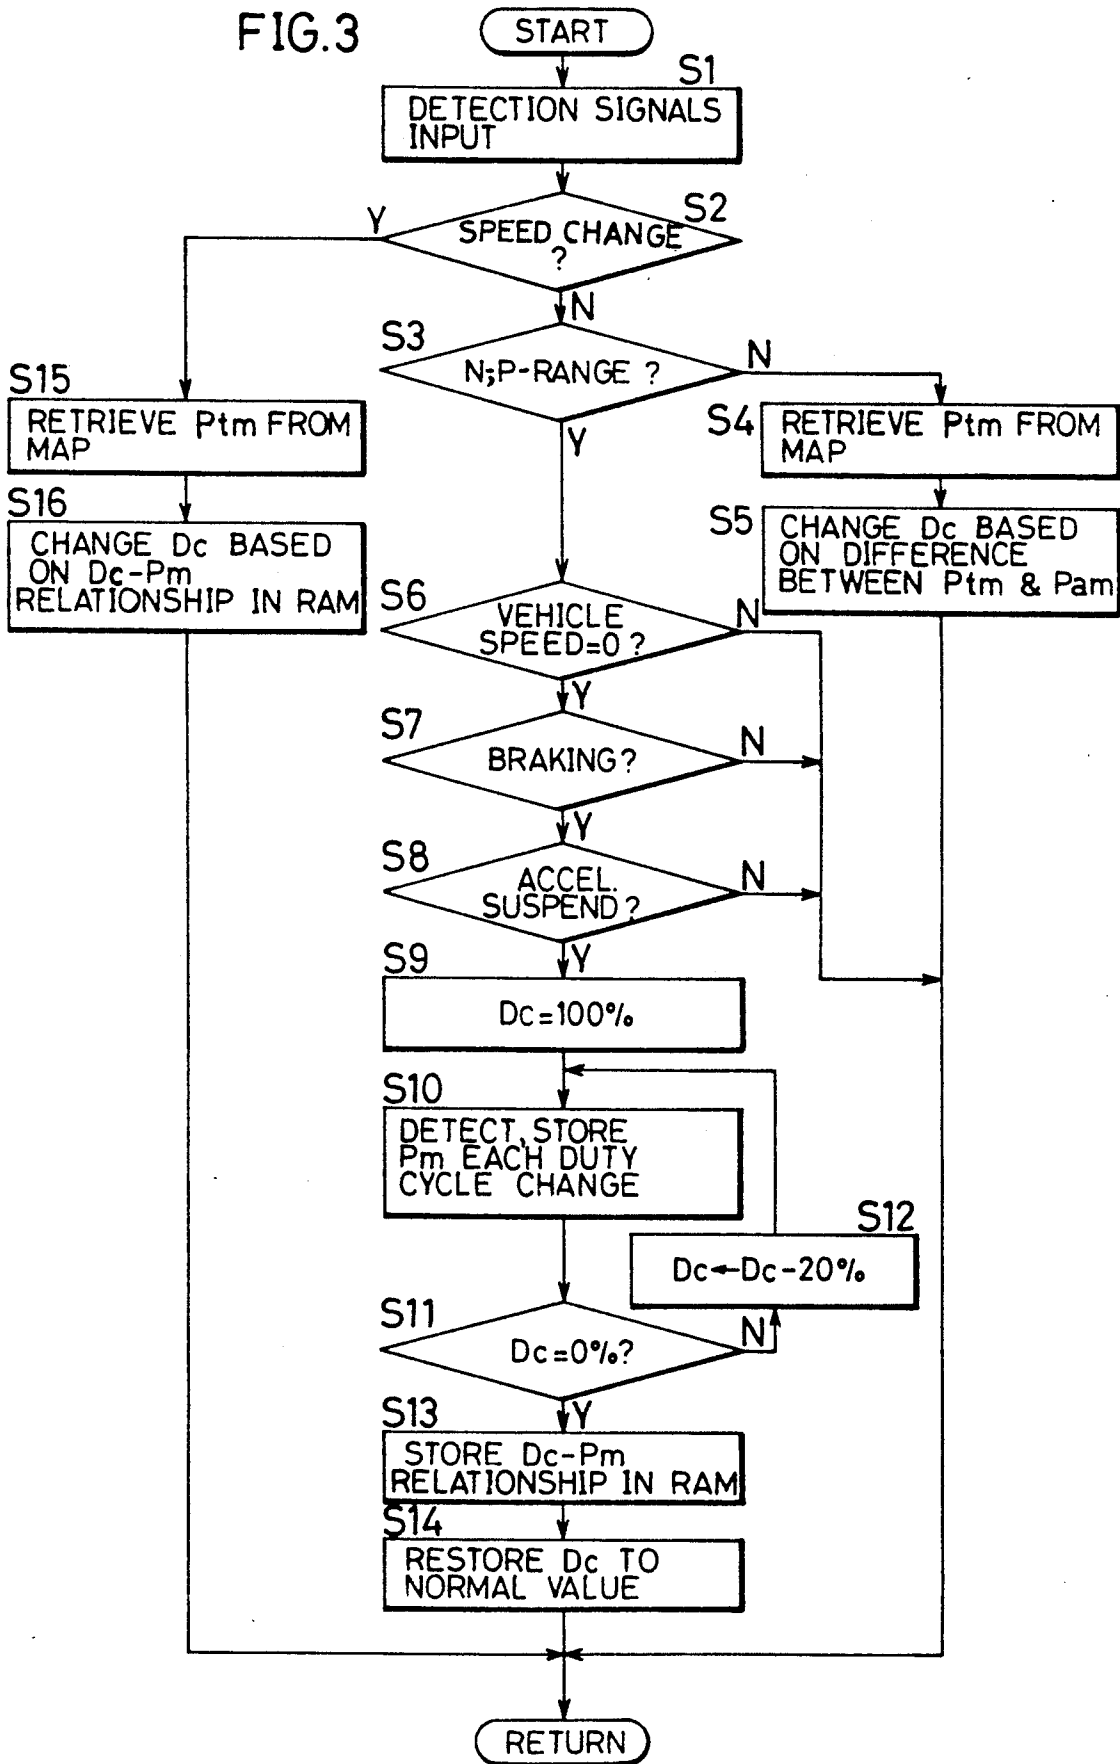 FIG.3
START
S1
DETECTION SIGNALS
INPUT
S2
Y
SPEED CHANGE
?
N
S3
N;P-RANGE ?
N
Y
S15
RETRIEVE Ptm FROM
MAP
S4
RETRIEVE Ptm FROM
MAP
S16
CHANGE Dc BASED
ON Dc-Pm
RELATIONSHIP IN RAM
S5
CHANGE Dc BASED
ON DIFFERENCE
BETWEEN Ptm & Pam
S6
VEHICLE
SPEED=0 ?
N
Y
S7
BRAKING?
N
Y
S8
ACCEL.
SUSPEND?
N
Y
S9
Dc=100%
S10
DETECT, STORE
Pm EACH DUTY
CYCLE CHANGE
S12
Dc←Dc-20%
S11
Dc=0%?
N
Y
S13
STORE Dc-Pm
RELATIONSHIP IN RAM
S14
RESTORE Dc TO
NORMAL VALUE
RETURN